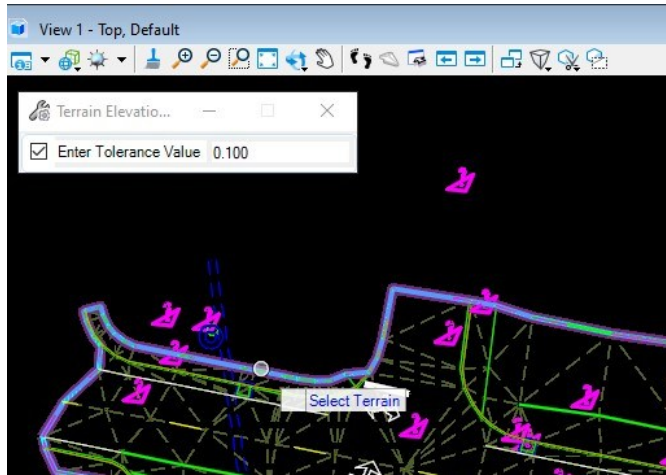 View 1 - Top, Default
Terrain Elevatio...
Enter Tolerance Value 0.100
Select Terrain